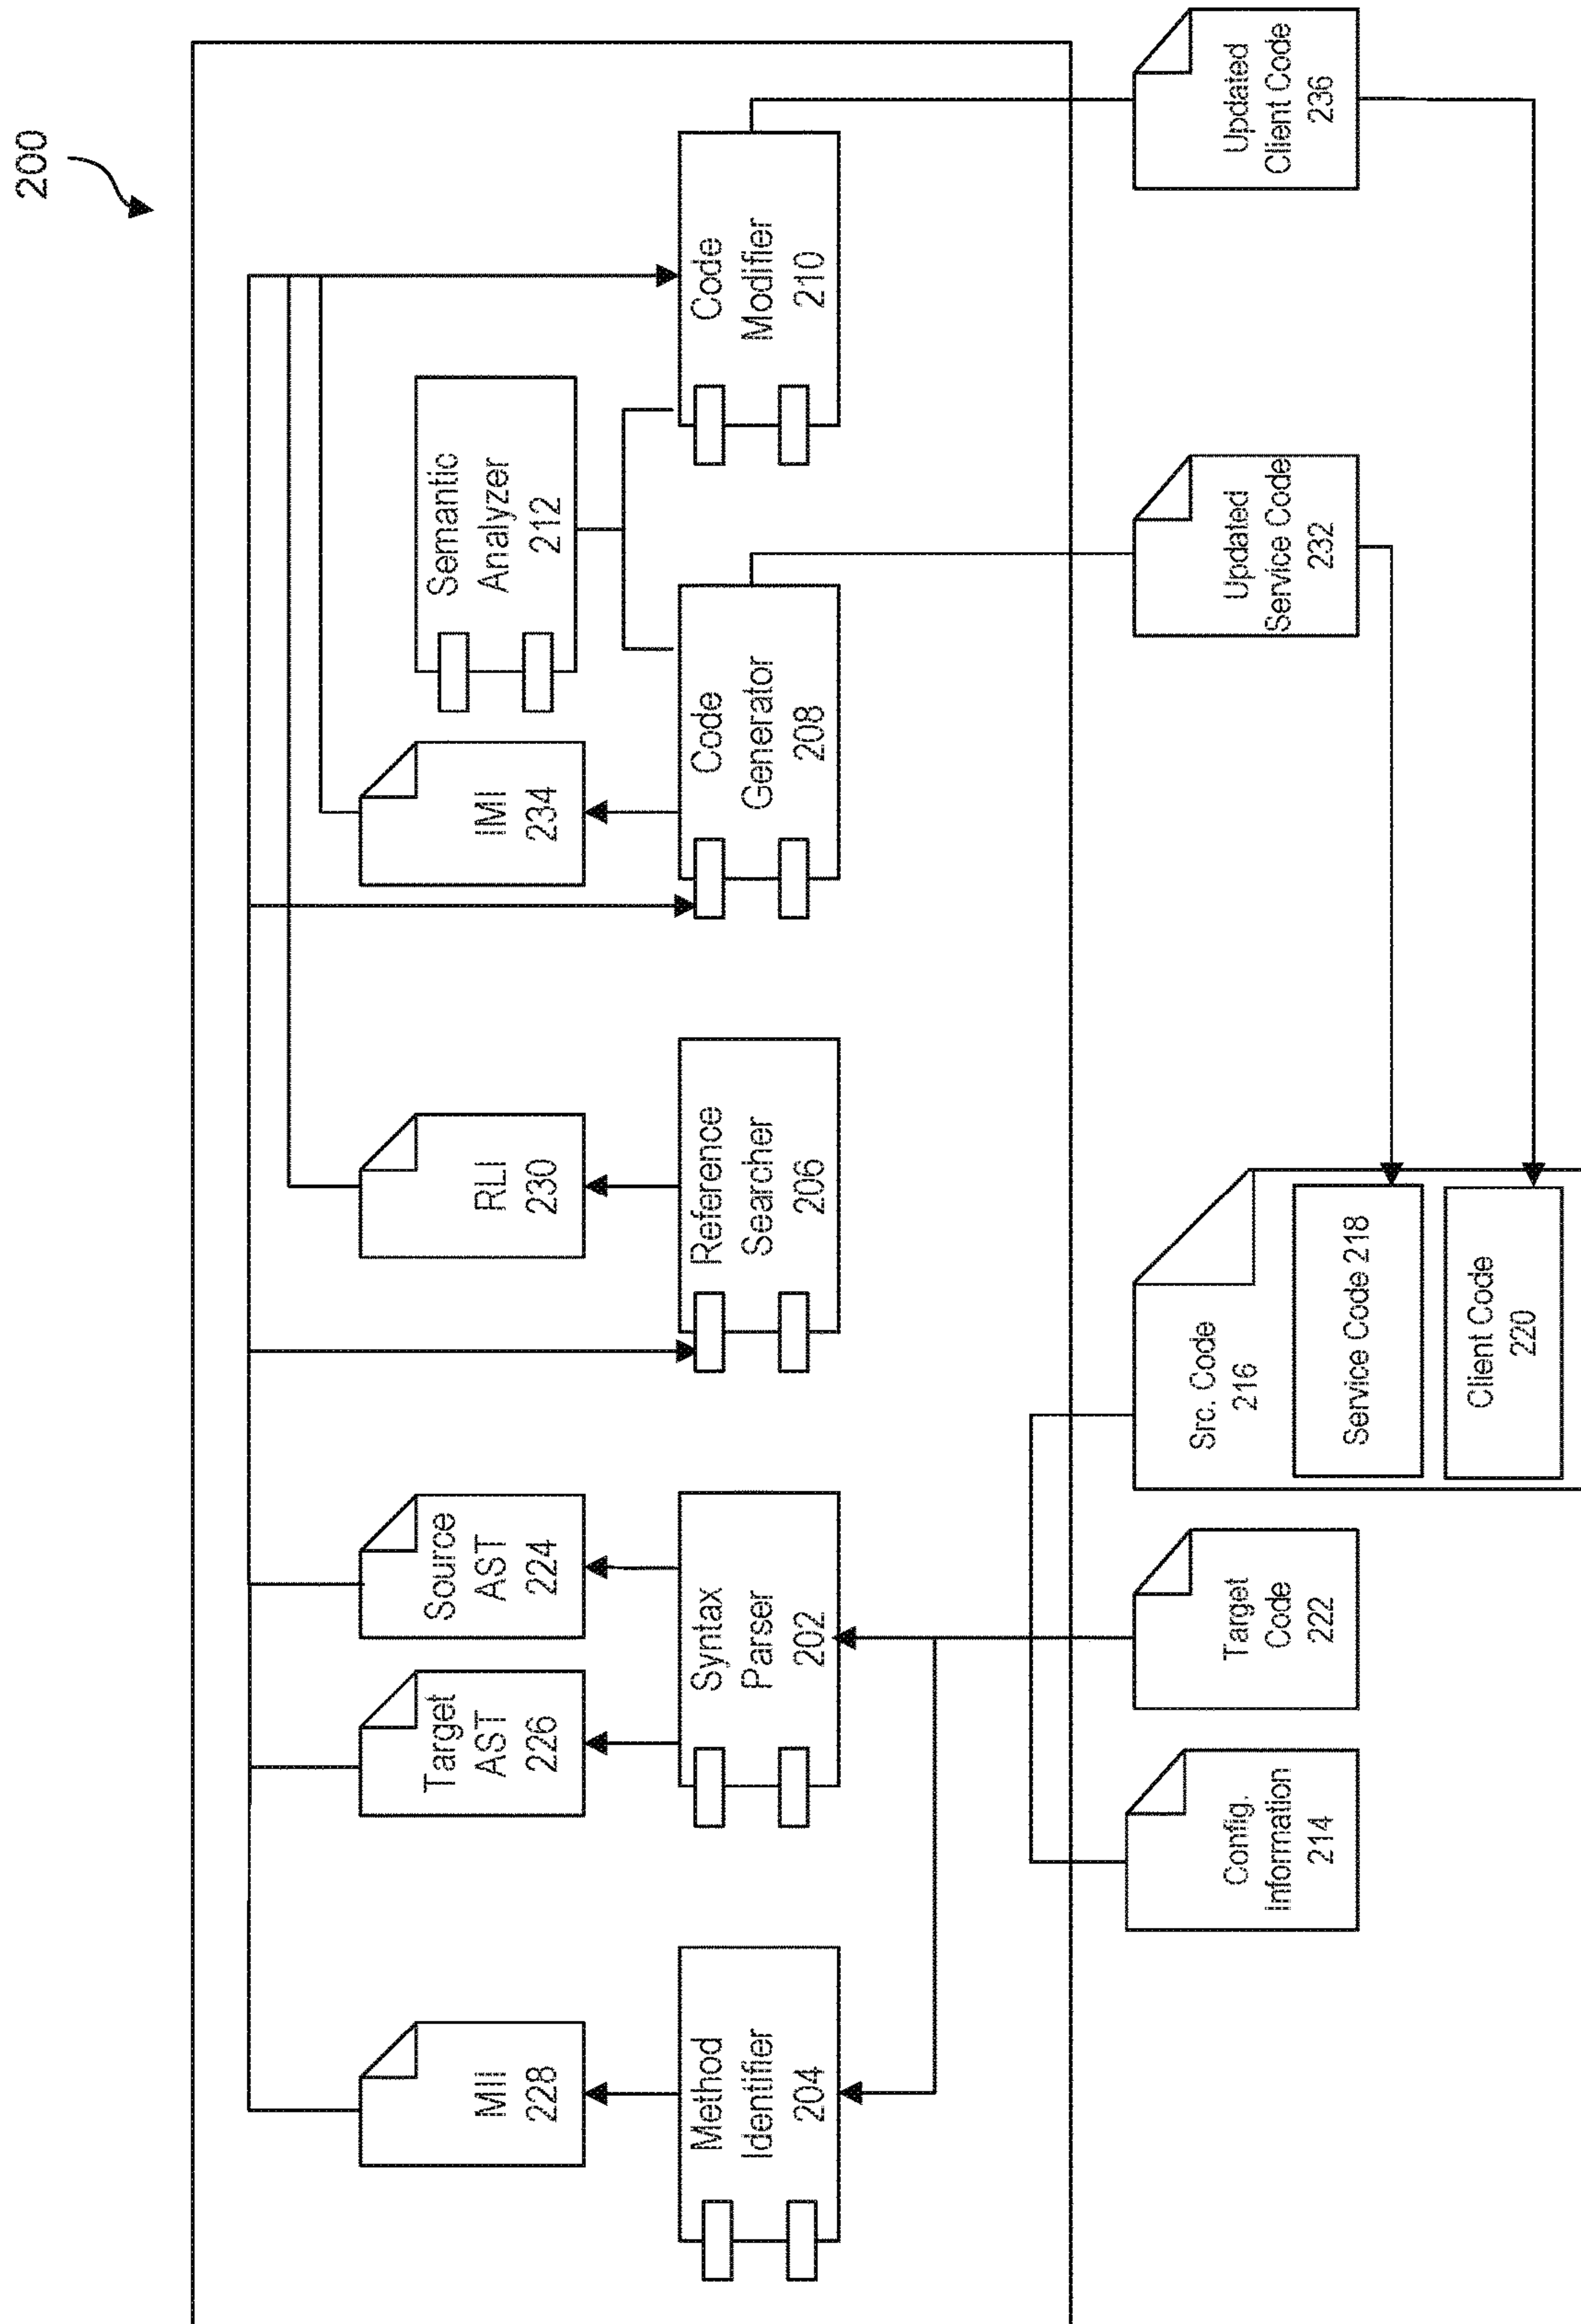 200
MII
228
Target
AST
226
Source
AST
224
RLI
230
IMI
234
Semantic
Analyzer
212
Method
Identifier
204
Syntax
Parser
202
Reference
Searcher
206
Code
Generator
208
Code
Modifier
210
Config.
Information
214
Target
Code
222
Src. Code
216
Service Code 218
Client Code
220
Updated
Service Code
232
Updated
Client Code
236